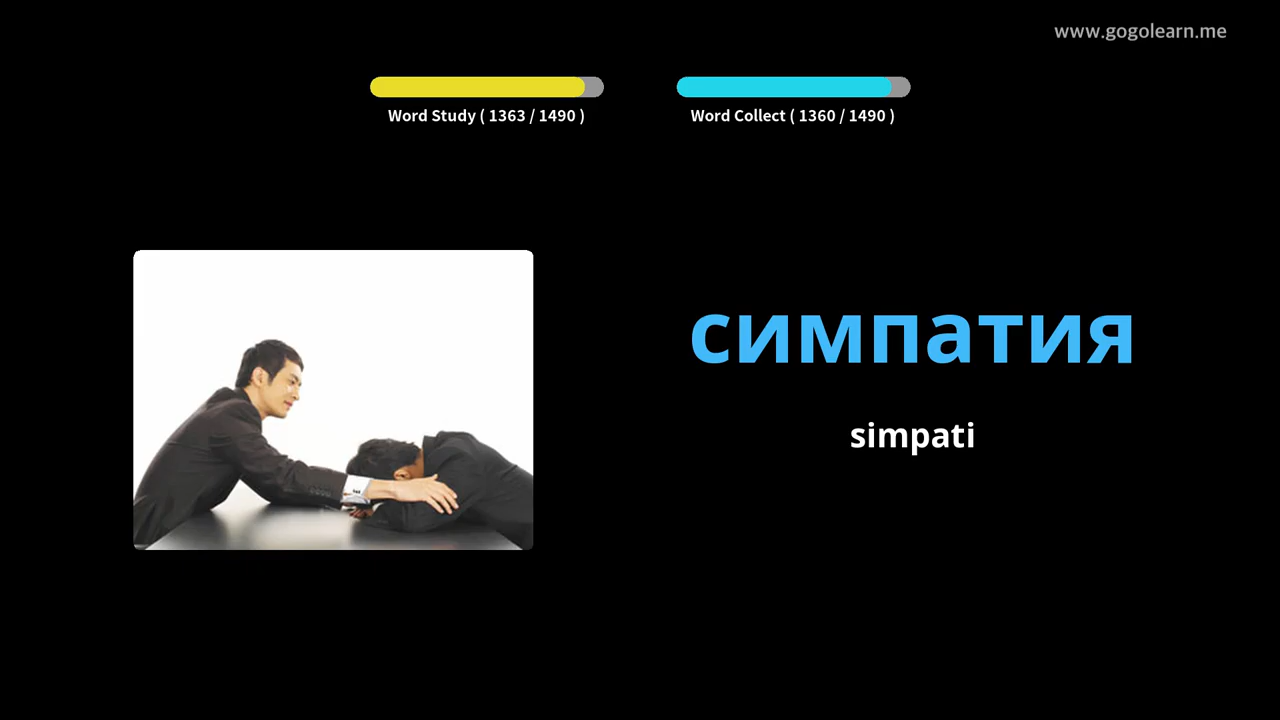 www.gogolearn.me
Word Study ( 1363 / 1490 )
Word Collect ( 1360 / 1490 )
симпатия
simpati